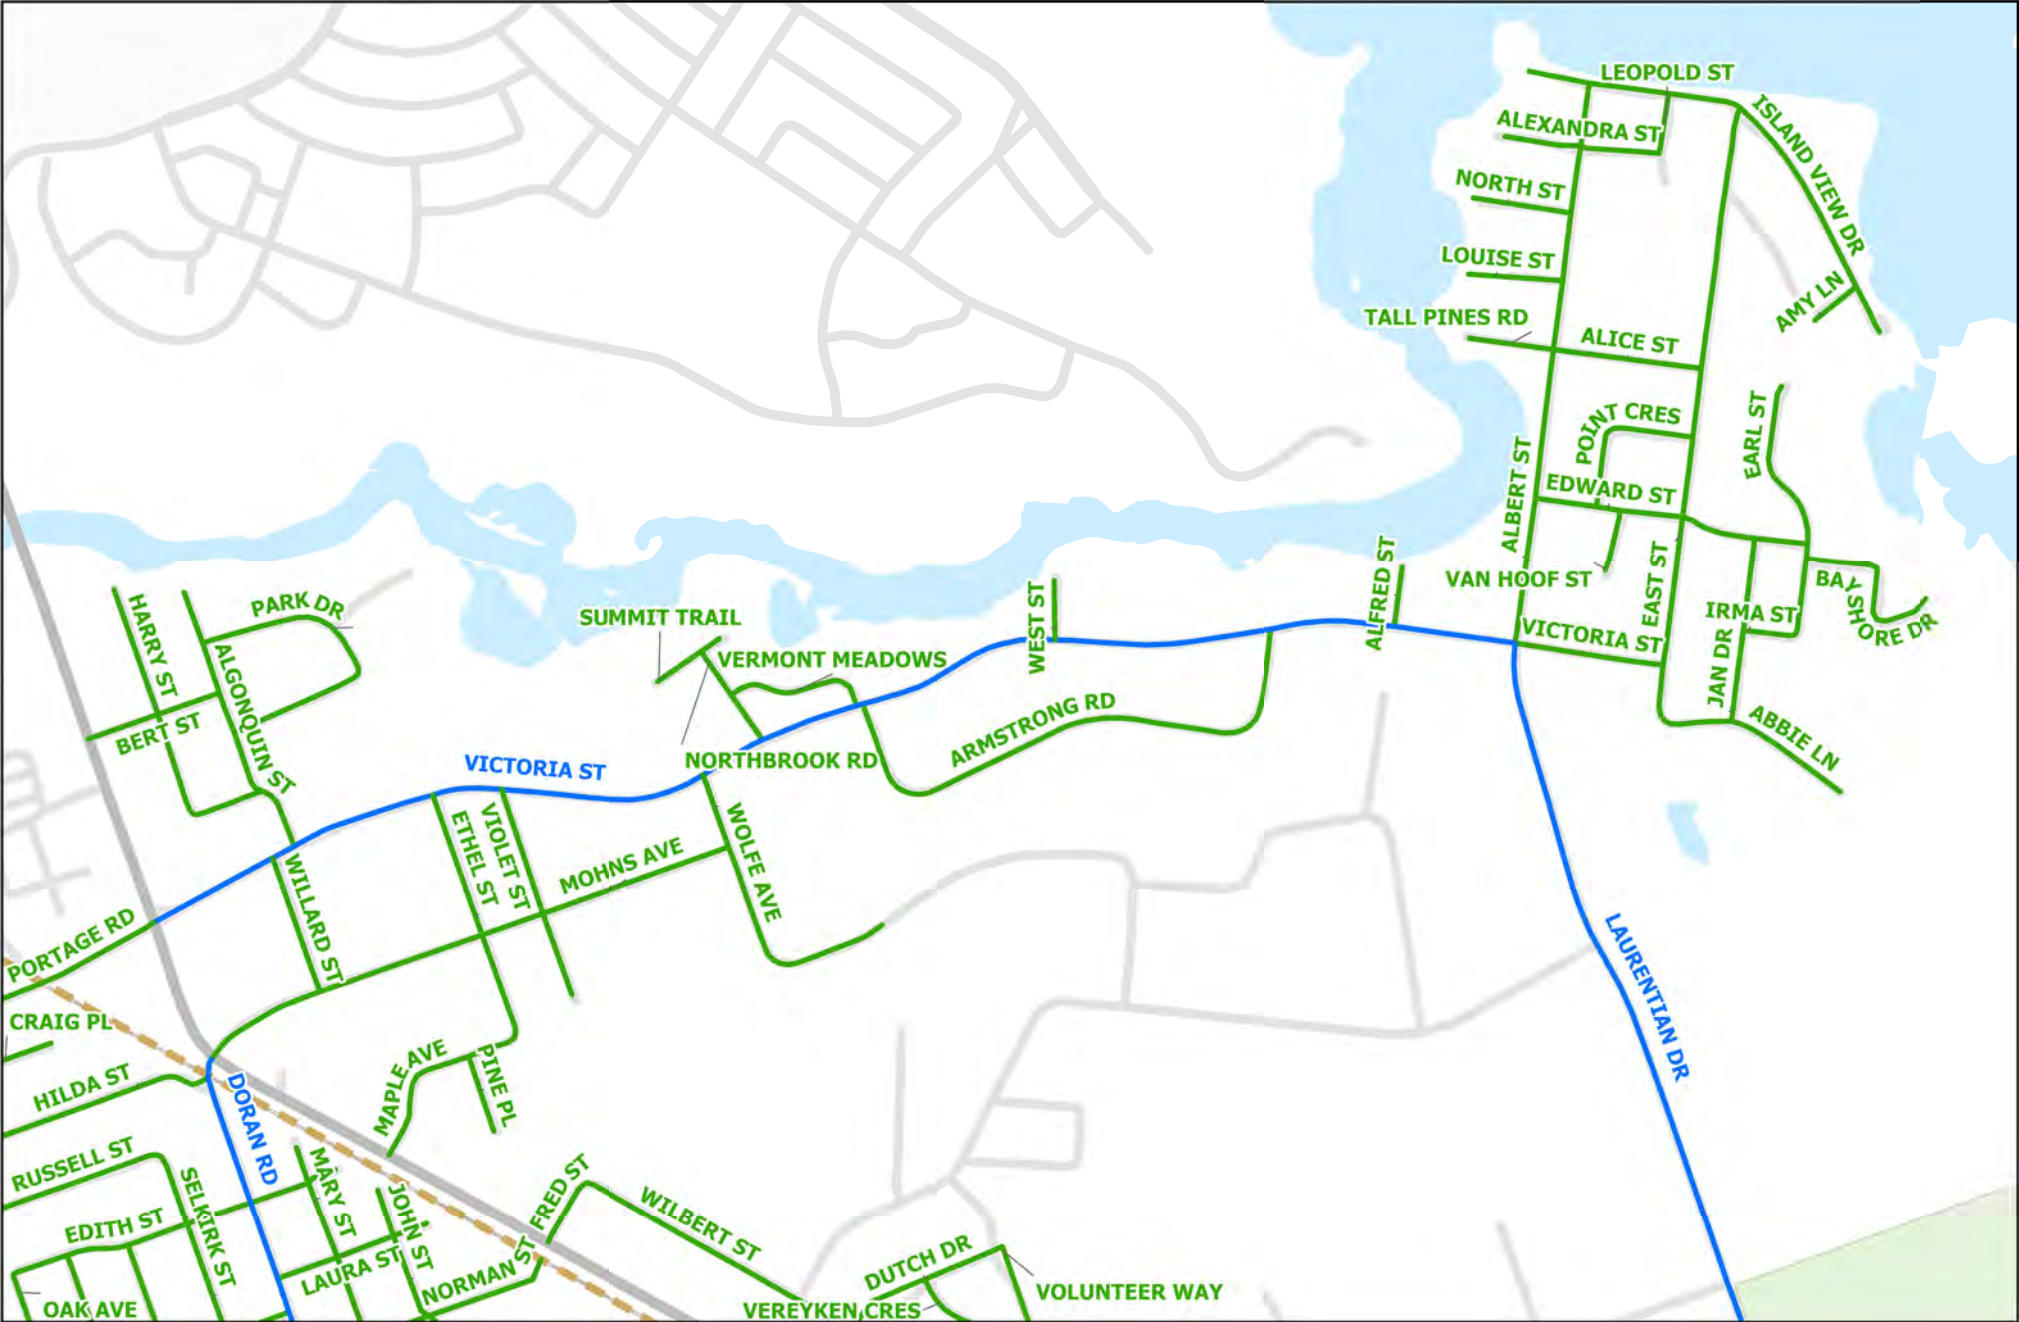 LEOPOLD ST
ISLAND VIEW DR
ALEXANDRA ST
NORTH ST
LOUISE ST
AMY LN
TALL PINES RD
ALICE ST
POINT CRES
EARL ST
ALBERT ST
EDWARD ST
ALFRED ST
VAN HOOF ST
EAST ST
BAYSHORE DR
IRMA ST
WEST ST
VICTORIA ST
JAN DR
ABBIE LN
HARRY ST
PARK DR
SUMMIT TRAIL
ALGONQUIN ST
VERMONT MEADOWS
BERT ST
ARMSTRONG RD
NORTHBROOK RD
VICTORIA ST
ETHEL ST
VIOLET ST
WOLFE AVE
MOHNS AVE
WILLARD ST
PORTAGE RD
LAURENTIAN DR
CRAIG PL
MAPLE AVE
PINE PL
HILDA ST
DORAN RD
RUSSELL ST
SELKIRK ST
MARY ST
JOHN ST
FRED ST
WILBERT ST
EDITH ST
LAURA ST
NORMAN ST
DUTCH DR
VOLUNTEER WAY
OAK AVE
VEREYKEN CRES